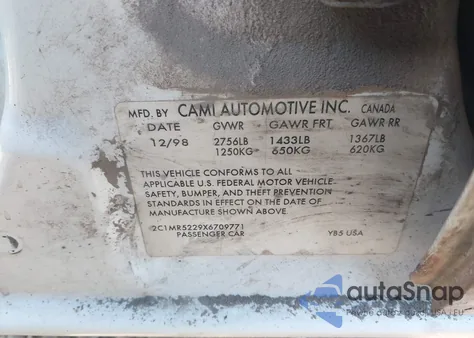 MFD. BY CAMI AUTOMOTIVE INC. CANADA
DATE GVWR GAWR FRT GAWR RR
12/98 2756LB 1433LB 1367LB
1250KG 650KG 620KG
THIS VEHICLE CONFORMS TO ALL
APPLICABLE U.S. FEDERAL MOTOR VEHICLE
SAFETY, BUMPER, AND THEFT PREVENTION
STANDARDS IN EFFECT ON DATE OF
MANUFACTURE SHOWN ABOVE.
2C1MR5229X6709771
PASSENGER CAR YB5 USA
autoSnap